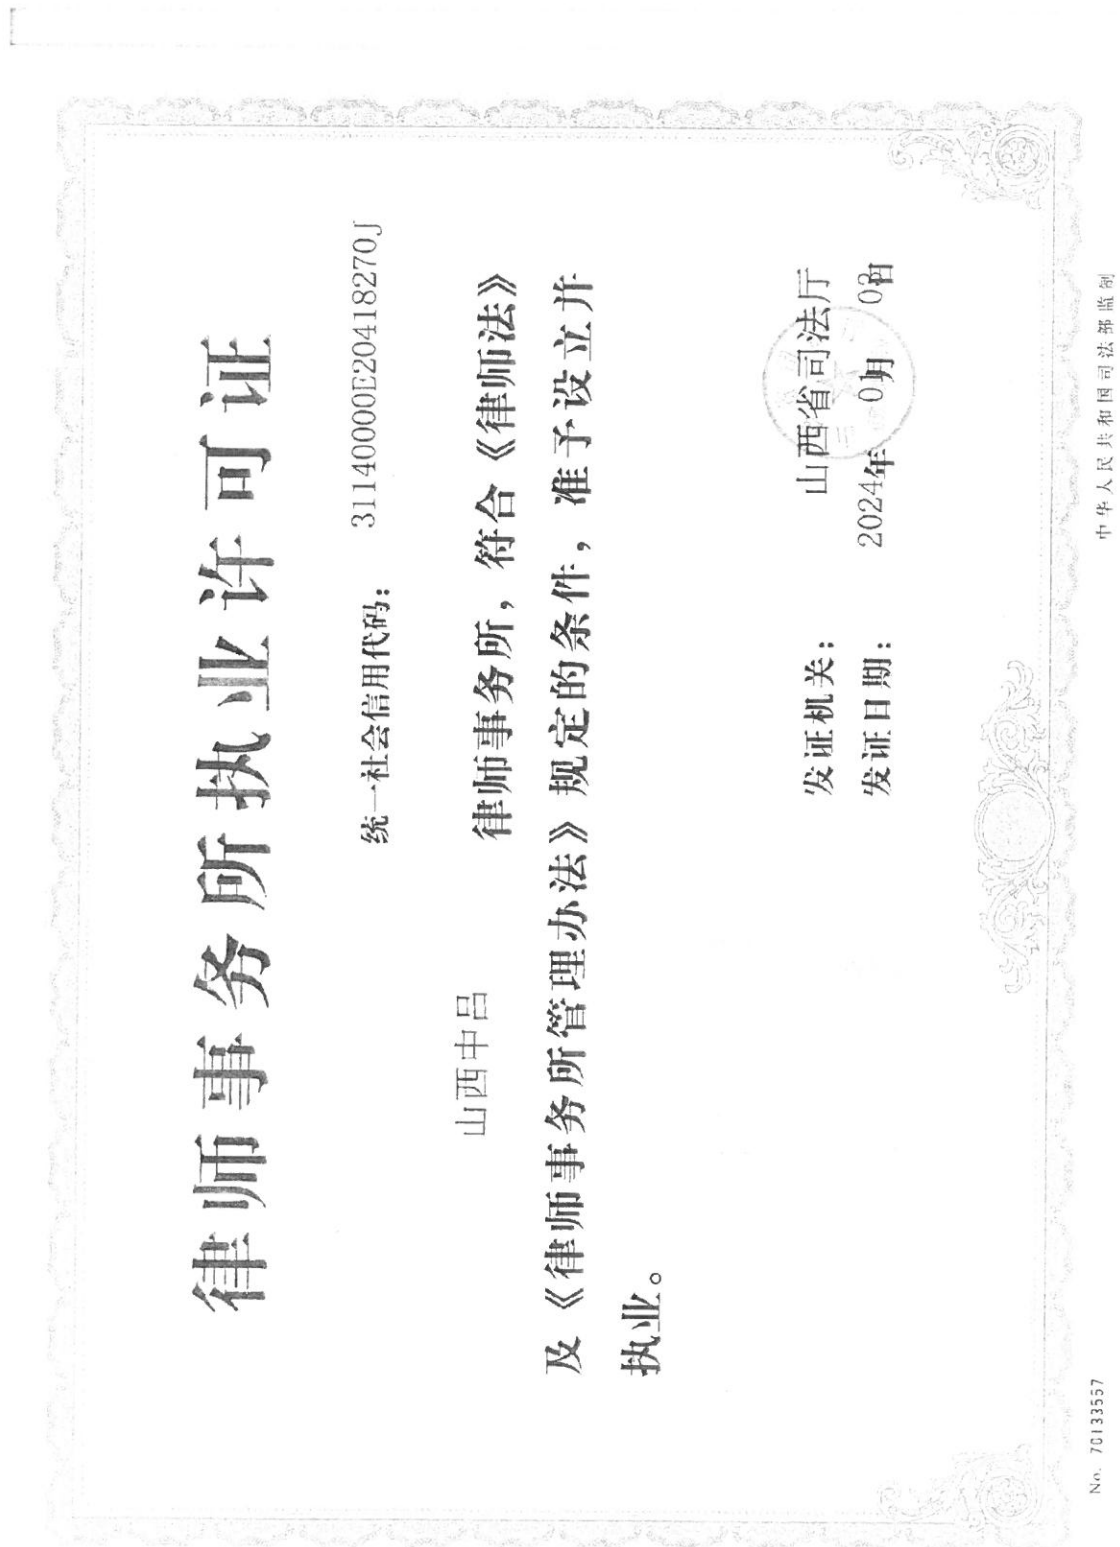 律师事务所执业许可证
统一社会信用代码: 31140000E20418270J
山西中吕 律师事务所, 符合《律师法》
及《律师事务所管理办法》规定的条件, 准予设立并
执业。
发证机关: 山西省司法厅
发证日期: 2024年 0月 03日
No. 70133557 中华人民共和国司法部监制